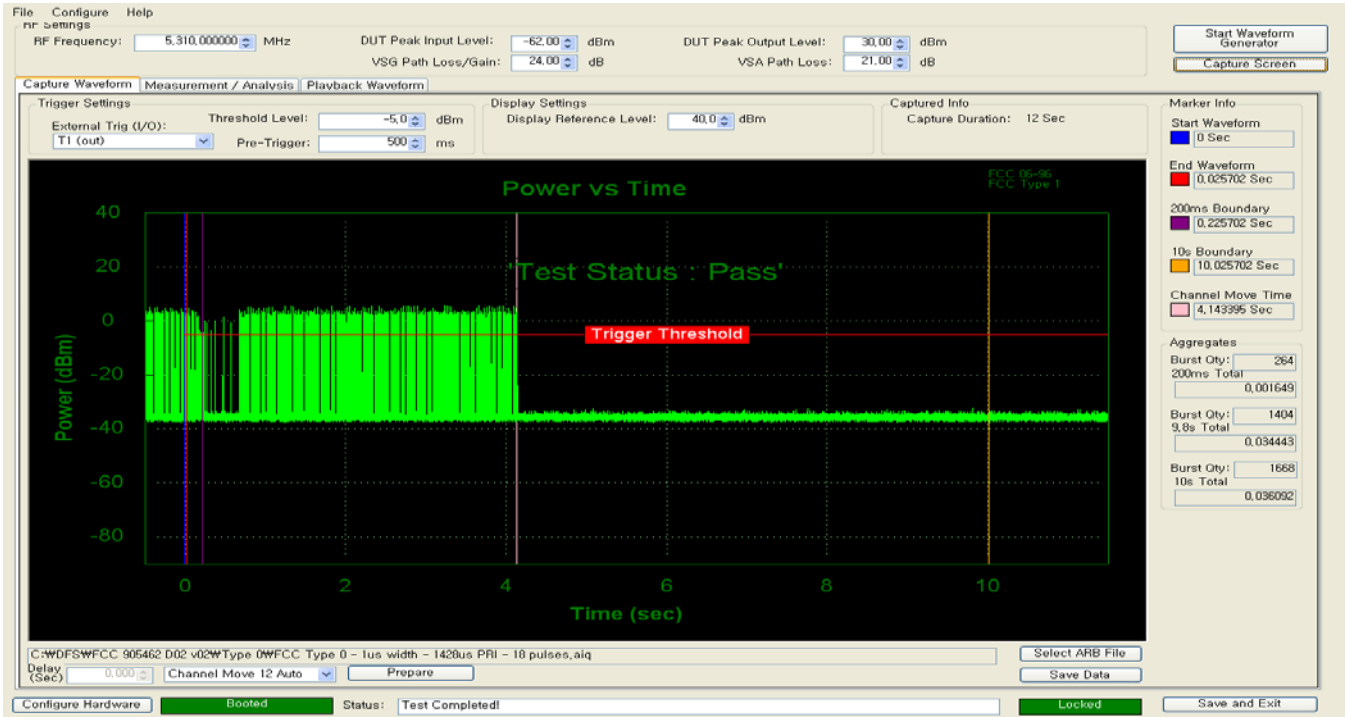 File Configure Help
RF Settings
RF Frequency: 5,310,000000 MHz DUT Peak Input Level: -62,00 dBm DUT Peak Output Level: 30,00 dBm
VSG Path Loss/Gain: 24,00 dB VSA Path Loss: 21,00 dB
Start Waveform
Generator
Capture Screen
Capture Waveform Measurement / Analysis Playback Waveform
Trigger Settings
External Trig (I/O):
T1 (out)
Threshold Level: -5,0 dBm
Pre-Trigger: 500 ms
Display Settings
Display Reference Level: 40,0 dBm
Captured Info
Capture Duration: 12 Sec
Marker Info
Start Waveform
0 Sec
End Waveform
0,025702 Sec
200ms Boundary
0,225702 Sec
10s Boundary
10,025702 Sec
Channel Move Time
4,143395 Sec
Aggregates
Burst Qty: 264
200ms Total
0,001649
Burst Qty: 1404
9,8s Total
0,034443
Burst Qty: 1668
10s Total
0,036092
FCC 06-96
FCC Type 1
Power vs Time
'Test Status : Pass'
Trigger Threshold
Power (dBm)
40
20
0
-20
-40
-60
-80
0 2 4 6 8 10
Time (sec)
C:₩DFS₩FCC 905462 D02 v02₩Type 0₩FCC Type 0 - 1us width - 1428us PRI - 18 pulses,aiq
Select ARB File
Delay
(Sec) 0,000 Channel Move 12 Auto Prepare
Save Data
Configure Hardware Booted Status: Test Completed! Locked Save and Exit